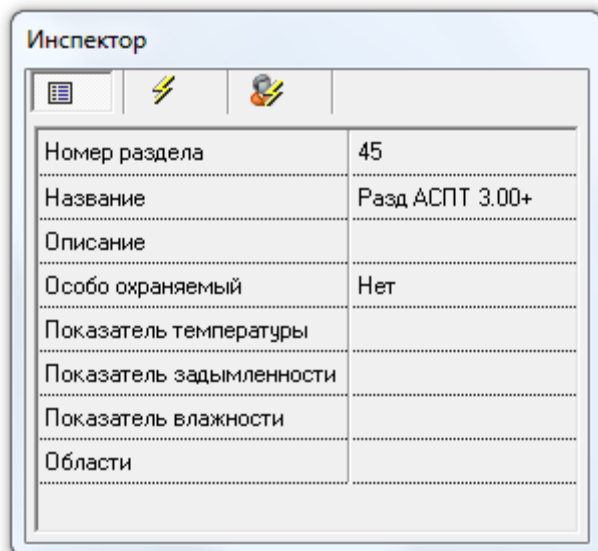 Инспектор
Номер раздела 45
Название Разд АСПТ 3.00+
Описание
Особо охраняемый Нет
Показатель температуры
Показатель задымленности
Показатель влажности
Области